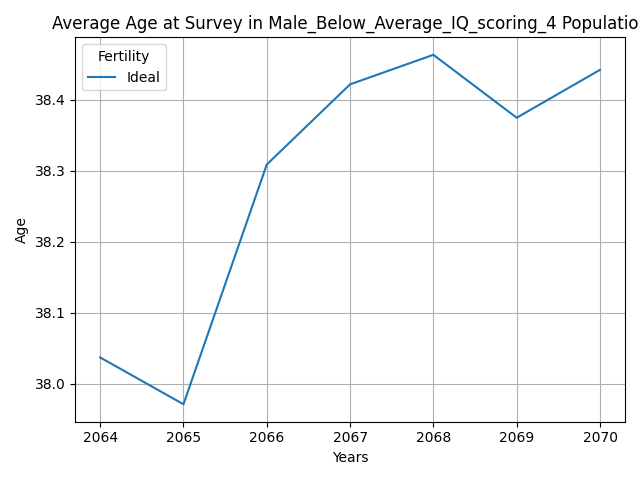 Average Age at Survey in Male_Below_Average_IQ_scoring_4 Populatio
Fertility
Ideal
Age
38.4
38.3
38.2
38.1
38.0
2064 2065 2066 2067 2068 2069 2070
Years